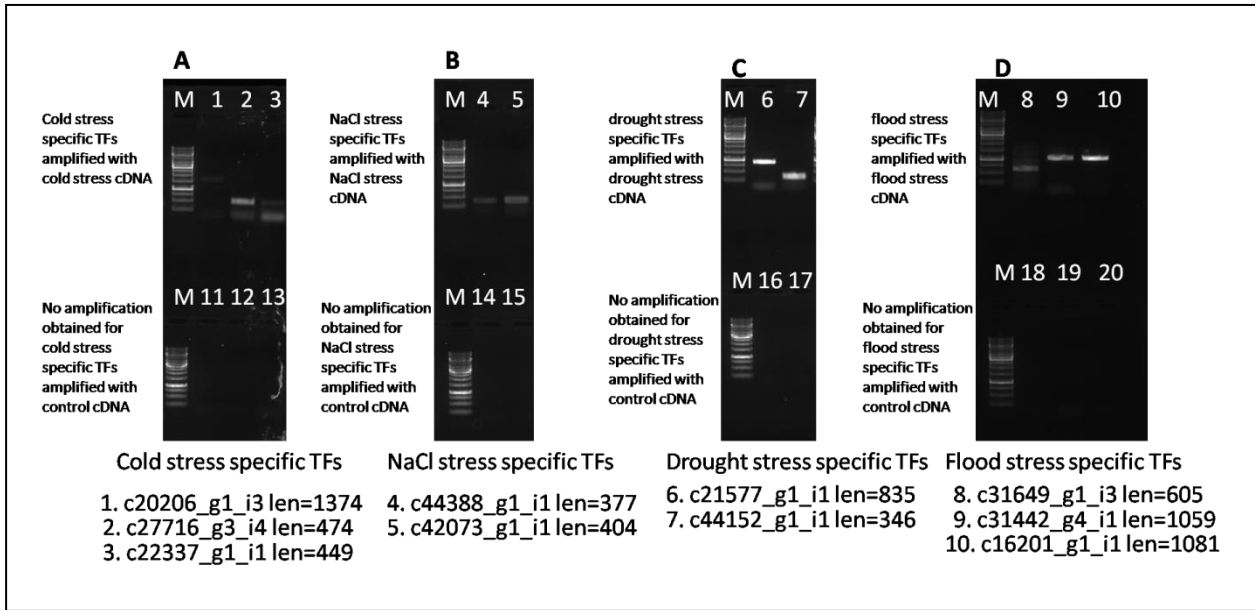 A
B
C
D
M 1 2 3
M 4 5
M 6 7
M 8 9 10
Cold stress
specific TFs
amplified with
cold stress cDNA
NaCl stress
specific TFs
amplified with
NaCl stress
cDNA
drought stress
specific TFs
amplified with
drought stress
cDNA
flood stress
specific TFs
amplified with
flood stress
cDNA
M 11 12 13
M 14 15
M 16 17
M 18 19 20
No amplification
obtained for
cold stress
specific TFs
amplified with
control cDNA
No amplification
obtained for
NaCl stress
specific TFs
amplified with
control cDNA
No amplification
obtained for
drought stress
specific TFs
amplified with
control cDNA
No amplification
obtained for
flood stress
specific TFs
amplified with
control cDNA
Cold stress specific TFs
1. c20206_g1_i3 len=1374
2. c27716_g3_i4 len=474
3. c22337_g1_i1 len=449
NaCl stress specific TFs
4. c44388_g1_i1 len=377
5. c42073_g1_i1 len=404
Drought stress specific TFs
6. c21577_g1_i1 len=835
7. c44152_g1_i1 len=346
Flood stress specific TFs
8. c31649_g1_i3 len=605
9. c31442_g4_i1 len=1059
10. c16201_g1_i1 len=1081